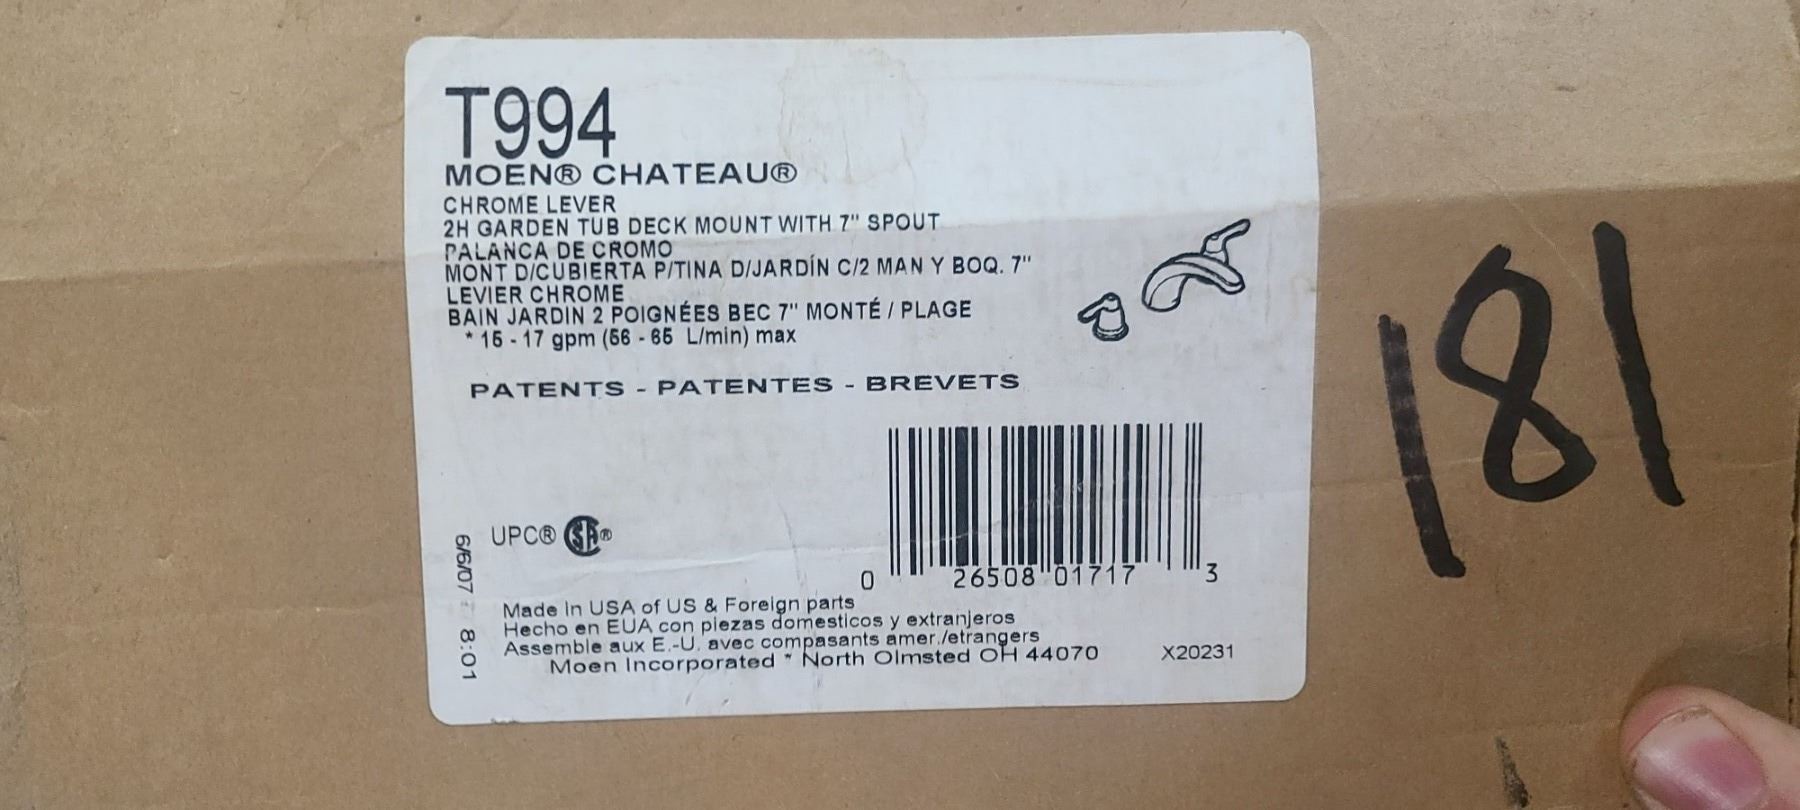 T994
MOEN® CHATEAU®
CHROME LEVER
2H GARDEN TUB DECK MOUNT WITH 7" SPOUT
PALANCA DE CROMO
MONT D/CUBIERTA P/TINA D/JARDÍN C/2 MAN Y BOQ. 7"
LEVIER CHROME
BAIN JARDIN 2 POIGNÉES BEC 7" MONTÉ / PLAGE
* 15 - 17 gpm (56 - 65 L/min) max
PATENTS - PATENTES - BREVETS
181
UPC® SA®
0 26508 01717 3
6/6/07 8:01
Made in USA of US & Foreign parts
Hecho en EUA con piezas domesticos y extranjeros
Assemble aux E.-U. avec compasants amer./etrangers
Moen Incorporated * North Olmsted OH 44070
X20231